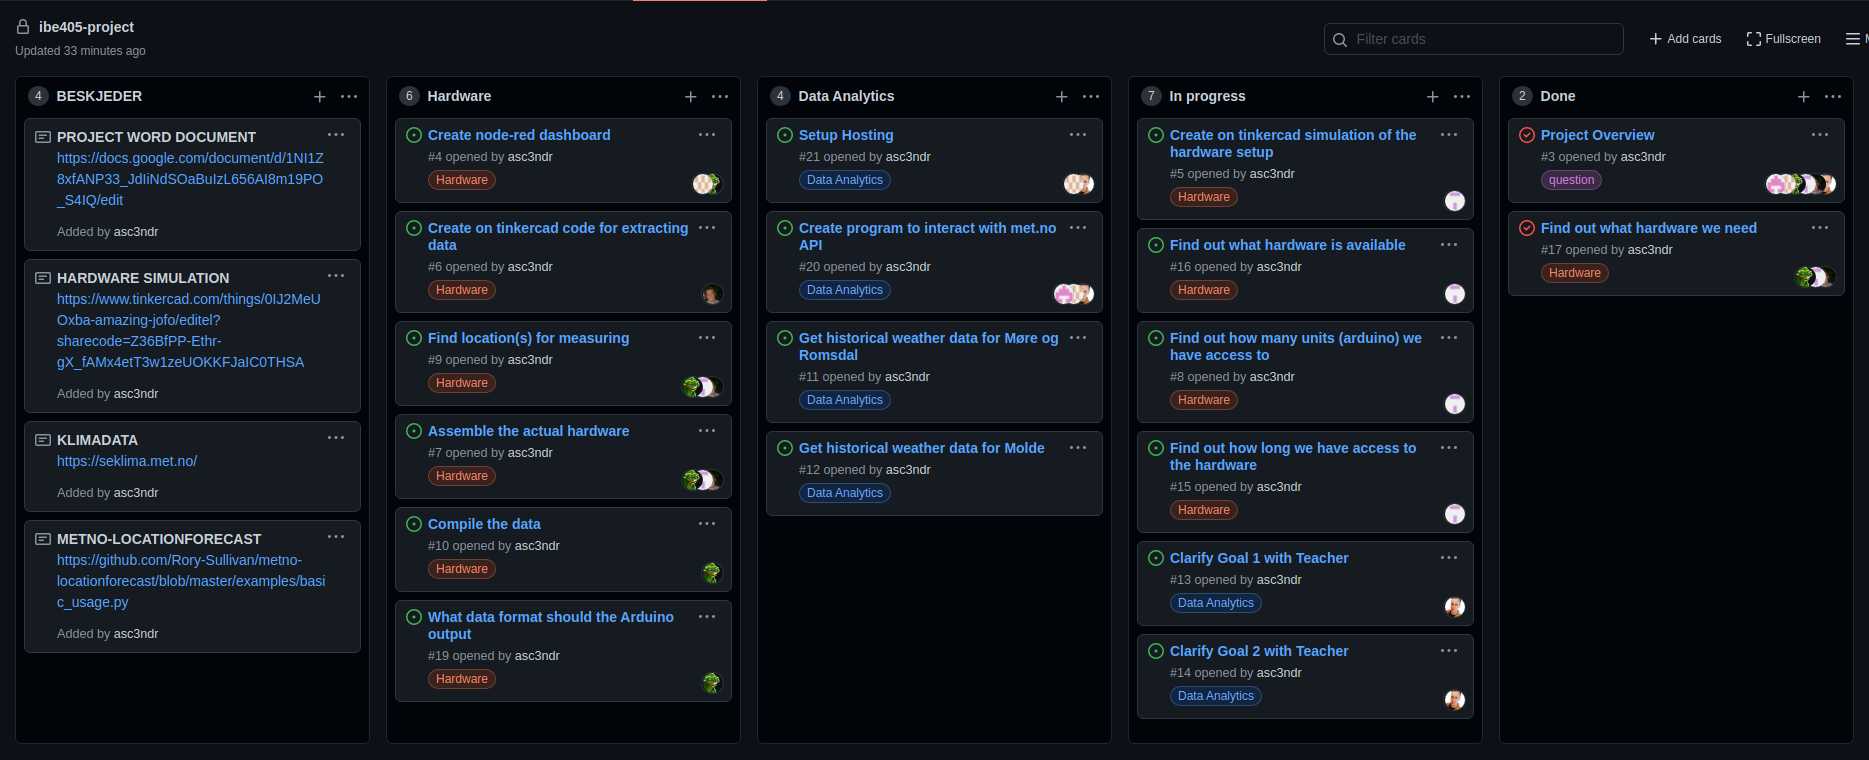 ibe405-project
Updated 33 minutes ago
Filter cards
Add cards
Fullscreen
4 BESKJEDER
PROJECT WORD DOCUMENT
https://docs.google.com/document/d/1NI1Z
8xfANP33_JdIiNdSOaBuIzL656AI8m19PO
_S4IQ/edit
Added by asc3ndr
HARDWARE SIMULATION
https://www.tinkercad.com/things/0IJ2MeU
Oxba-amazing-jofo/editel?
sharecode=Z36BfPP-Ethr-
gX_fAMx4etT3w1zeUOKKFJaIC0THSA
Added by asc3ndr
KLIMADATA
https://seklima.met.no/
Added by asc3ndr
METNO-LOCATIONFORECAST
https://github.com/Rory-Sullivan/metno-
locationforecast/blob/master/examples/basi
c_usage.py
Added by asc3ndr
6 Hardware
Create node-red dashboard
#4 opened by asc3ndr
Hardware
Create on tinkercad code for extracting
data
#6 opened by asc3ndr
Hardware
Find location(s) for measuring
#9 opened by asc3ndr
Hardware
Assemble the actual hardware
#7 opened by asc3ndr
Hardware
Compile the data
#10 opened by asc3ndr
Hardware
What data format should the Arduino
output
#19 opened by asc3ndr
Hardware
4 Data Analytics
Setup Hosting
#21 opened by asc3ndr
Data Analytics
Create program to interact with met.no
API
#20 opened by asc3ndr
Data Analytics
Get historical weather data for Møre og
Romsdal
#11 opened by asc3ndr
Data Analytics
Get historical weather data for Molde
#12 opened by asc3ndr
Data Analytics
7 In progress
Create on tinkercad simulation of the
hardware setup
#5 opened by asc3ndr
Hardware
Find out what hardware is available
#16 opened by asc3ndr
Hardware
Find out how many units (arduino) we
have access to
#8 opened by asc3ndr
Hardware
Find out how long we have access to
the hardware
#15 opened by asc3ndr
Hardware
Clarify Goal 1 with Teacher
#13 opened by asc3ndr
Data Analytics
Clarify Goal 2 with Teacher
#14 opened by asc3ndr
Data Analytics
2 Done
Project Overview
#3 opened by asc3ndr
question
Find out what hardware we need
#17 opened by asc3ndr
Hardware